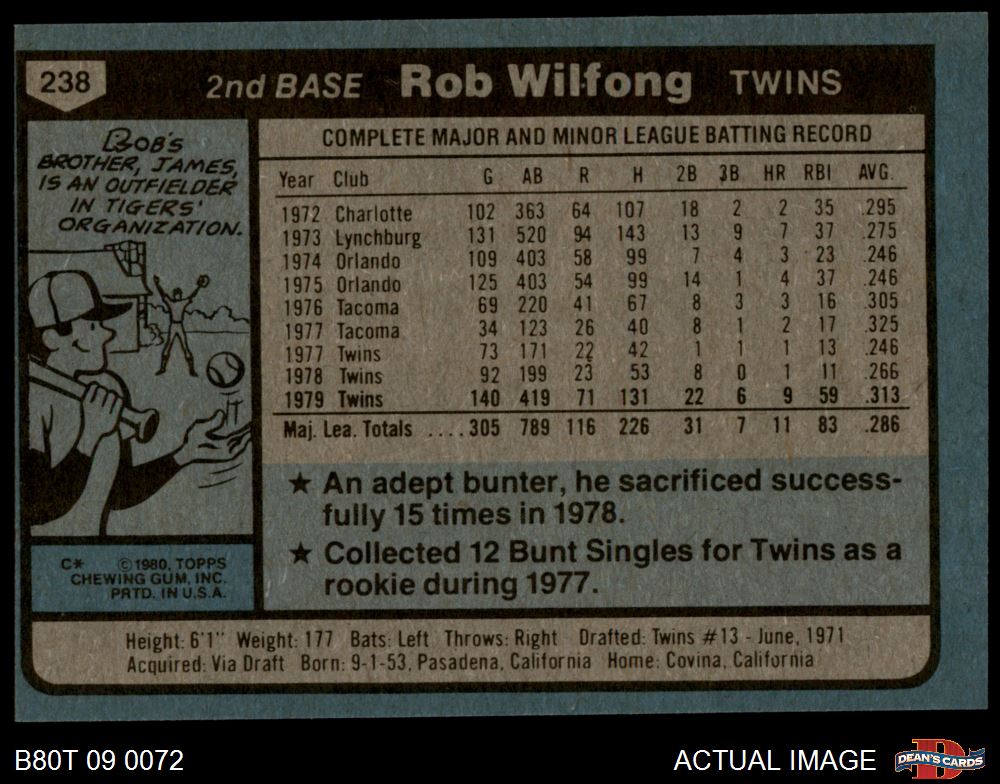 238 2nd BASE Rob Wilfong TWINS
BOB'S
BROTHER, JAMES,
IS AN OUTFIELDER
IN TIGERS'
ORGANIZATION.
COMPLETE MAJOR AND MINOR LEAGUE BATTING RECORD
Year Club G AB R H 2B 3B HR RBI AVG.
1972 Charlotte 102 363 64 107 18 2 2 35 .295
1973 Lynchburg 131 520 94 143 13 9 7 37 .275
1974 Orlando 109 403 58 99 7 4 3 23 .246
1975 Orlando 125 403 54 99 14 1 4 37 .246
1976 Tacoma 69 220 41 67 8 3 3 16 .305
1977 Tacoma 34 123 26 40 8 1 2 17 .325
1977 Twins 73 171 22 42 1 1 1 13 .246
1978 Twins 92 199 23 53 8 0 1 11 .266
1979 Twins 140 419 71 131 22 6 9 59 .313
Maj. Lea. Totals ....305 789 116 226 31 7 11 83 .286
★ An adept bunter, he sacrificed success-
fully 15 times in 1978.
★ Collected 12 Bunt Singles for Twins as a
rookie during 1977.
C* ©1980, TOPPS
CHEWING GUM, INC.
PRTD. IN U.S.A.
Height: 6'1" Weight: 177 Bats: Left Throws: Right Drafted: Twins #13 - June, 1971
Acquired: Via Draft Born: 9-1-53, Pasadena, California Home: Covina, California
B80T 09 0072 ACTUAL IMAGE D DEAN'S CARDS